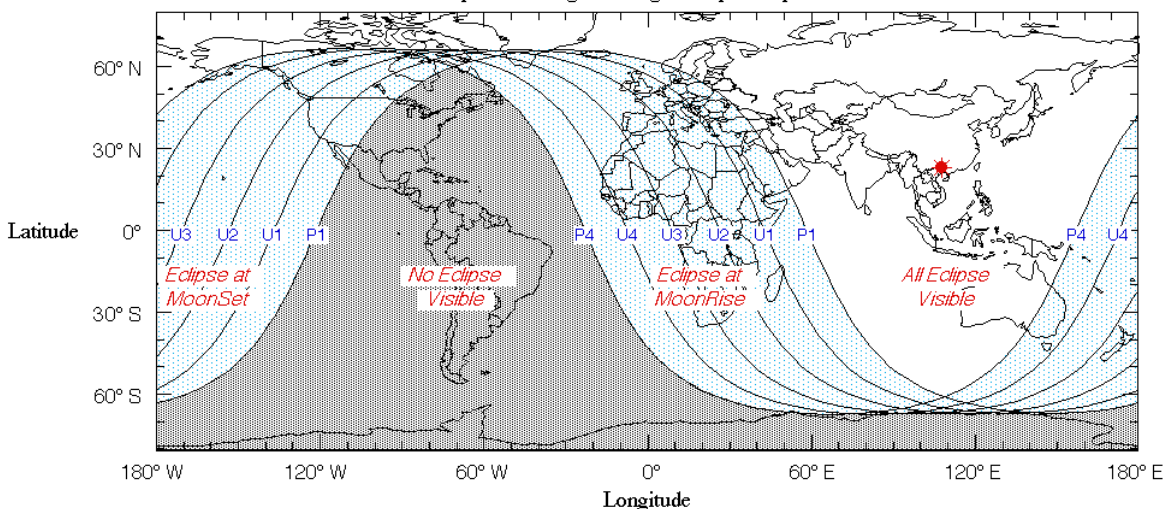 60° N
30° N
Latitude
0°
U3 U2 U1 P1 P4 U4 U3 U2 U1 P1 P4 U4
Eclipse at No Eclipse Eclipse at All Eclipse
MoonSet Visible MoonRise Visible
30° S
60° S
180° W 120° W 60° W 0° 60° E 120° E 180° E
Longitude